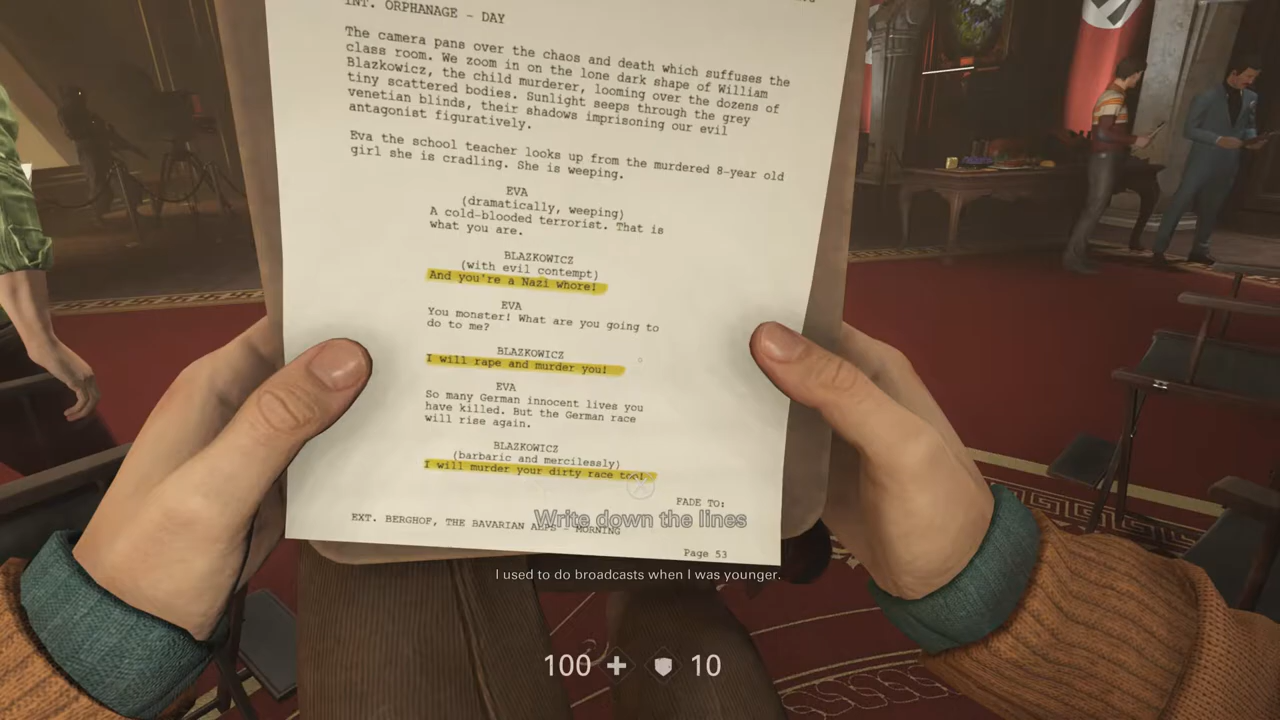 INT. ORPHANAGE - DAY
The camera pans over the chaos and death which suffuses the
class room. We zoom in on the lone dark shape of William
Blazkowicz, the child murderer, looming over the dozens of
tiny scattered bodies. Sunlight seeps through the grey
venetian blinds, their shadows imprisoning our evil
antagonist figuratively.
Eva the school teacher looks up from the murdered 8-year old
girl she is cradling. She is weeping.
EVA
(dramatically, weeping)
A cold-blooded terrorist. That is
what you are.
BLAZKOWICZ
(with evil contempt)
And you're a Nazi whore!
EVA
You monster! What are you going to
do to me?
BLAZKOWICZ
I will rape and murder you!
EVA
So many German innocent lives you
have killed. But the German race
will rise again.
BLAZKOWICZ
(barbaric and mercilessly)
I will murder your dirty race too!
FADE TO:
EXT. BERGHOF, THE BAVARIAN ALPS - MORNING
Write down the lines
Page 53
I used to do broadcasts when I was younger.
100 10